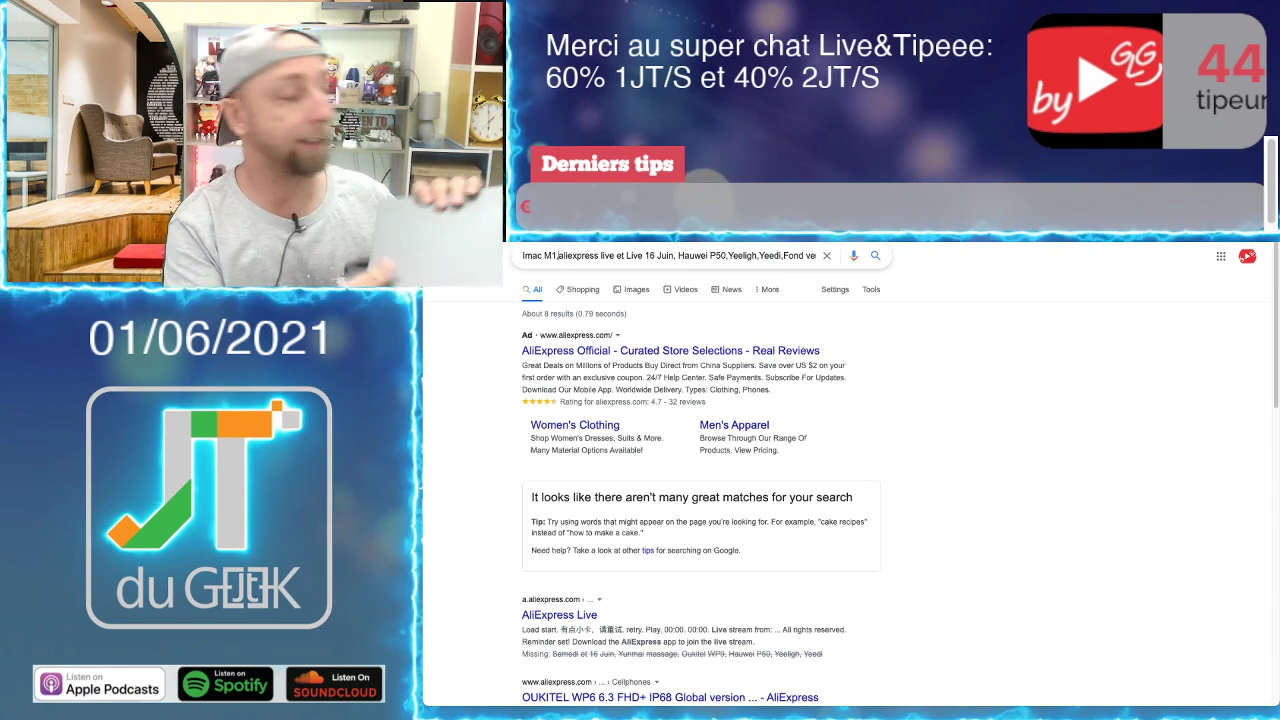 Merci au super chat Live&Tipeee:
60% 1JT/S et 40% 2JT/S
by
GG
44
tipeur
Derniers tips
€
Imac M1,aliexpress live et Live 16 Juin, Hauwei P50,Yeeligh,Yeedi,Fond ve
All
Shopping
Images
Videos
News
More
Settings
Tools
About 8 results (0.79 seconds)
Ad · www.aliexpress.com/
AliExpress Official - Curated Store Selections - Real Reviews
Great Deals on Millions of Products Buy Direct from China Suppliers. Save over US $2 on your
first order with an exclusive coupon. 24/7 Help Center. Safe Payments. Subscribe For Updates.
Download Our Mobile App. Worldwide Delivery. Types: Clothing, Phones.
Rating for aliexpress.com: 4.7 - 32 reviews
Women's Clothing
Shop Women's Dresses, Suits & More.
Many Material Options Available!
Men's Apparel
Browse Through Our Range Of
Products. View Pricing.
It looks like there aren't many great matches for your search
Tip: Try using words that might appear on the page you're looking for. For example, "cake recipes"
instead of "how to make a cake."
Need help? Take a look at other tips for searching on Google.
a.aliexpress.com › ...
AliExpress Live
Load start. 有点小卡，请重试. retry. Play. 00:00. 00:00. Live stream from: ... All rights reserved.
Reminder set! Download the AliExpress app to join the live stream.
Missing: Samedi et 16 Juin, Yunmai massage, Oukitel WP9, Hauwei P50, Yeeligh, Yeedi
www.aliexpress.com › ... › Cellphones
OUKITEL WP6 6.3 FHD+ IP68 Global version ... - AliExpress
01/06/2021
JT
du GEEK
Listen on
Apple Podcasts
Listen on
Spotify
Listen On
SOUNDCLOUD